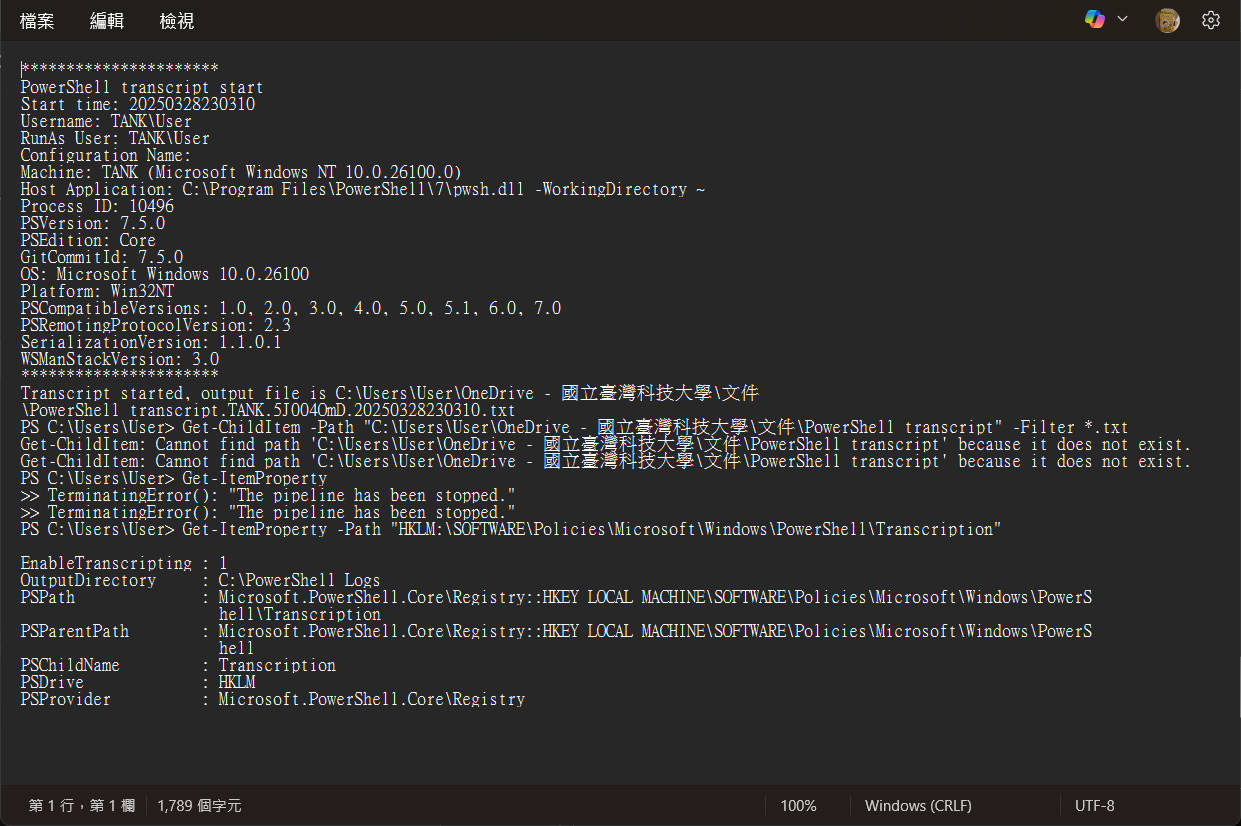 檔案 編輯 檢視
**********************
PowerShell transcript start
Start time: 20250328230310
Username: TANK\User
RunAs User: TANK\User
Configuration Name:
Machine: TANK (Microsoft Windows NT 10.0.26100.0)
Host Application: C:\Program Files\PowerShell\7\pwsh.dll -WorkingDirectory ~
Process ID: 10496
PSVersion: 7.5.0
PSEdition: Core
GitCommitId: 7.5.0
OS: Microsoft Windows 10.0.26100
Platform: Win32NT
PSCompatibleVersions: 1.0, 2.0, 3.0, 4.0, 5.0, 5.1, 6.0, 7.0
PSRemotingProtocolVersion: 2.3
SerializationVersion: 1.1.0.1
WSManStackVersion: 3.0
**********************
Transcript started, output file is C:\Users\User\OneDrive - 國立臺灣科技大學\文件
\PowerShell transcript.TANK.5J004OmD.20250328230310.txt
PS C:\Users\User> Get-ChildItem -Path "C:\Users\User\OneDrive - 國立臺灣科技大學\文件\PowerShell transcript" -Filter *.txt
Get-ChildItem: Cannot find path 'C:\Users\User\OneDrive - 國立臺灣科技大學\文件\PowerShell transcript' because it does not exist.
Get-ChildItem: Cannot find path 'C:\Users\User\OneDrive - 國立臺灣科技大學\文件\PowerShell transcript' because it does not exist.
PS C:\Users\User> Get-ItemProperty
>> TerminatingError(): "The pipeline has been stopped."
>> TerminatingError(): "The pipeline has been stopped."
PS C:\Users\User> Get-ItemProperty -Path "HKLM:\SOFTWARE\Policies\Microsoft\Windows\PowerShell\Transcription"
EnableTranscripting : 1
OutputDirectory : C:\PowerShell Logs
PSPath : Microsoft.PowerShell.Core\Registry::HKEY LOCAL MACHINE\SOFTWARE\Policies\Microsoft\Windows\PowerS
hell\Transcription
PSParentPath : Microsoft.PowerShell.Core\Registry::HKEY LOCAL MACHINE\SOFTWARE\Policies\Microsoft\Windows\PowerS
hell
PSChildName : Transcription
PSDrive : HKLM
PSProvider : Microsoft.PowerShell.Core\Registry
第 1 行，第 1 欄 1,789 個字元 100% Windows (CRLF) UTF-8